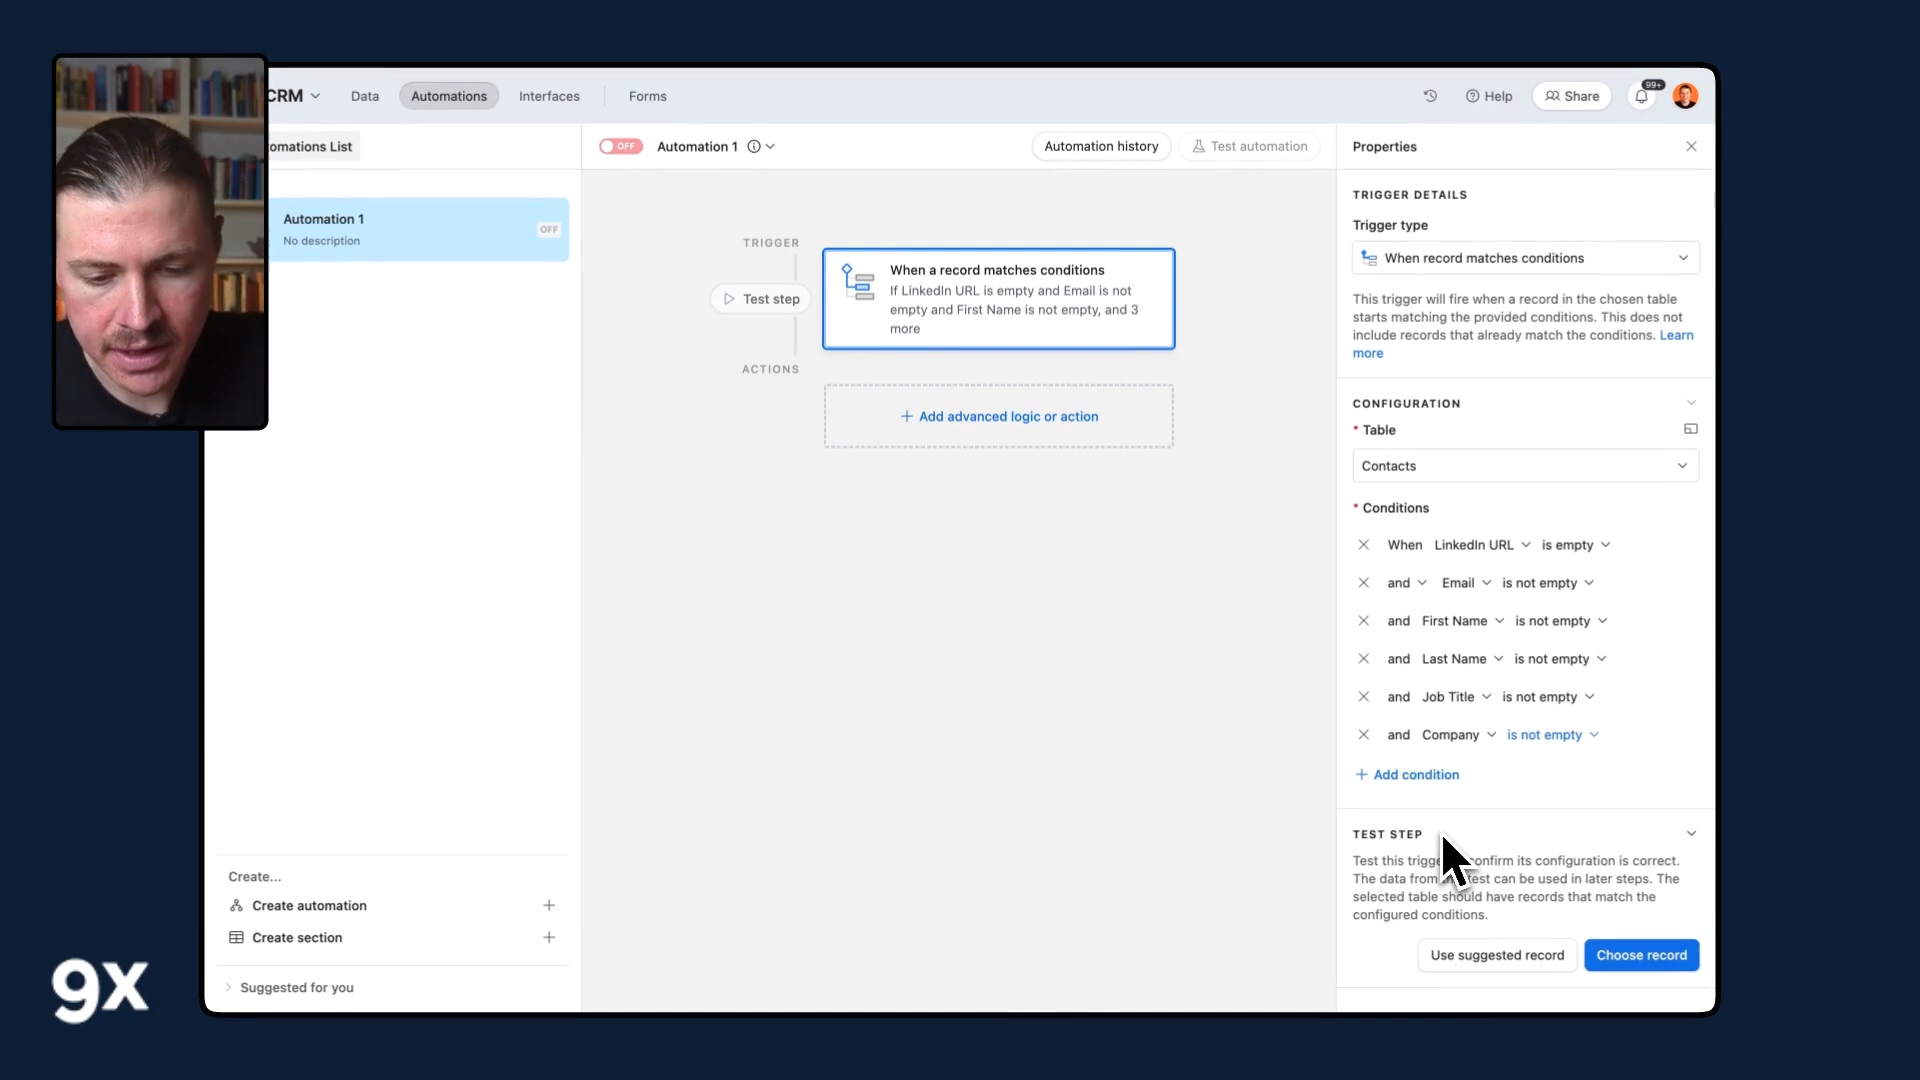 CRM
Data
Automations
Interfaces
Forms
Help
Share
99+
omations List
OFF
Automation 1
Automation history
Test automation
Properties
Automation 1
No description
OFF
TRIGGER
Test step
When a record matches conditions
If LinkedIn URL is empty and Email is not
empty and First Name is not empty, and 3
more
ACTIONS
+ Add advanced logic or action
TRIGGER DETAILS
Trigger type
When record matches conditions
This trigger will fire when a record in the chosen table
starts matching the provided conditions. This does not
include records that already match the conditions. Learn
more
CONFIGURATION
* Table
Contacts
* Conditions
When LinkedIn URL is empty
and Email is not empty
and First Name is not empty
and Last Name is not empty
and Job Title is not empty
and Company is not empty
+ Add condition
TEST STEP
Test this trigge confirm its configuration is correct.
The data from test can be used in later steps. The
selected table should have records that match the
configured conditions.
Use suggested record
Choose record
Create...
Create automation
Create section
Suggested for you
9x